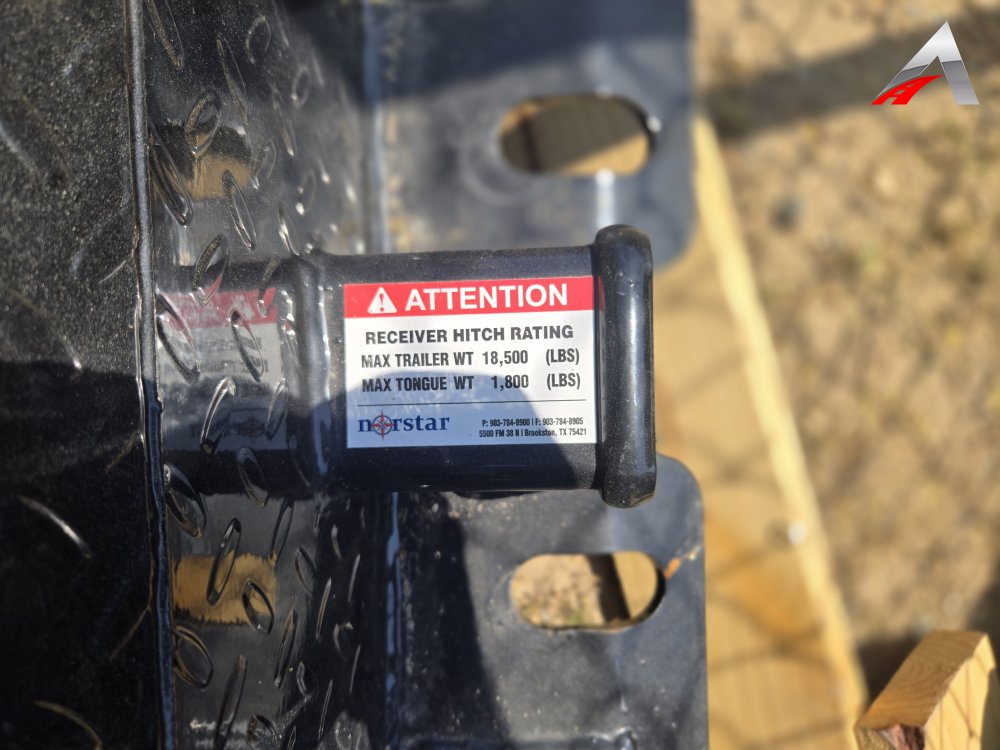 ATTENTION
RECEIVER HITCH RATING
MAX TRAILER WT 18,500 (LBS)
MAX TONGUE WT 1,800 (LBS)
norstar
P: 903-784-8900 | F: 903-784-8905
5500 FM 38 N | Brookston, TX 75421